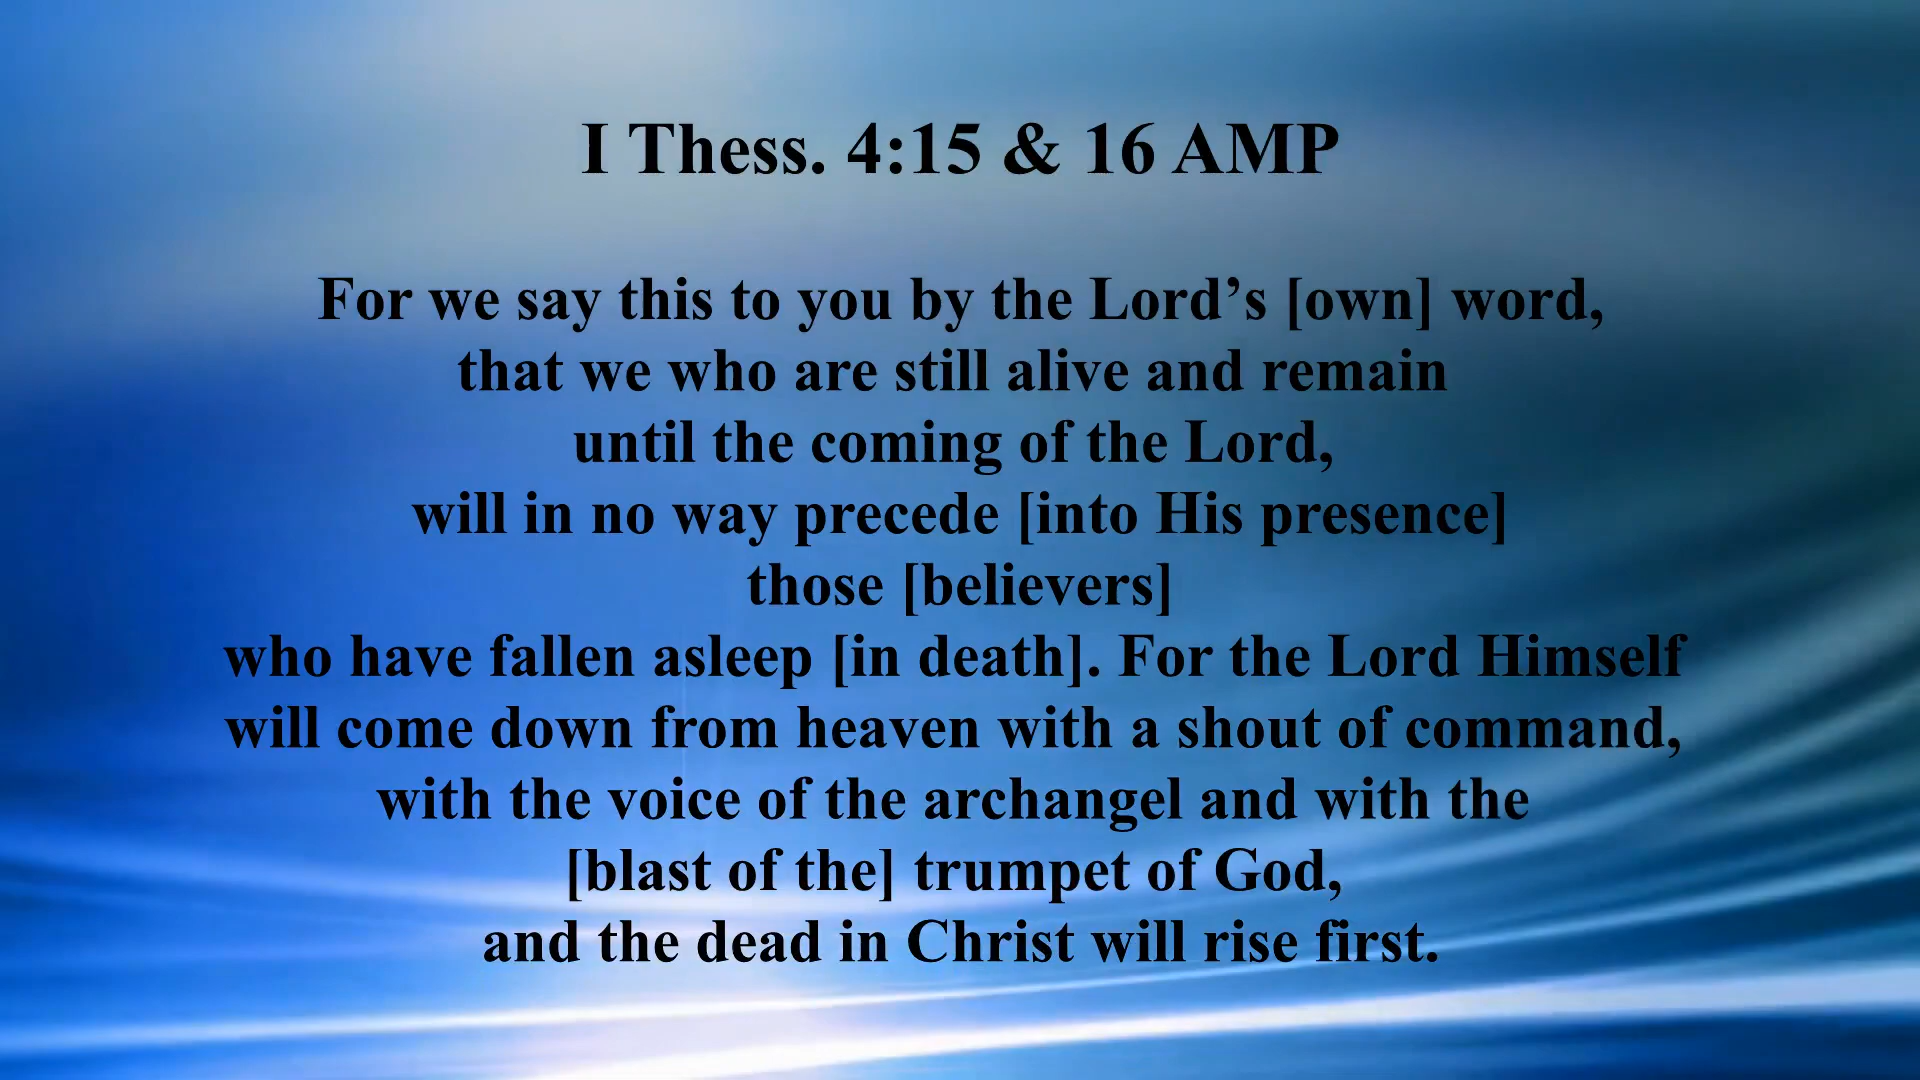 I Thess. 4:15 & 16 AMP
For we say this to you by the Lord’s [own] word,
that we who are still alive and remain
until the coming of the Lord,
will in no way precede [into His presence]
those [believers]
who have fallen asleep [in death]. For the Lord Himself
will come down from heaven with a shout of command,
with the voice of the archangel and with the
[blast of the] trumpet of God,
and the dead in Christ will rise first.